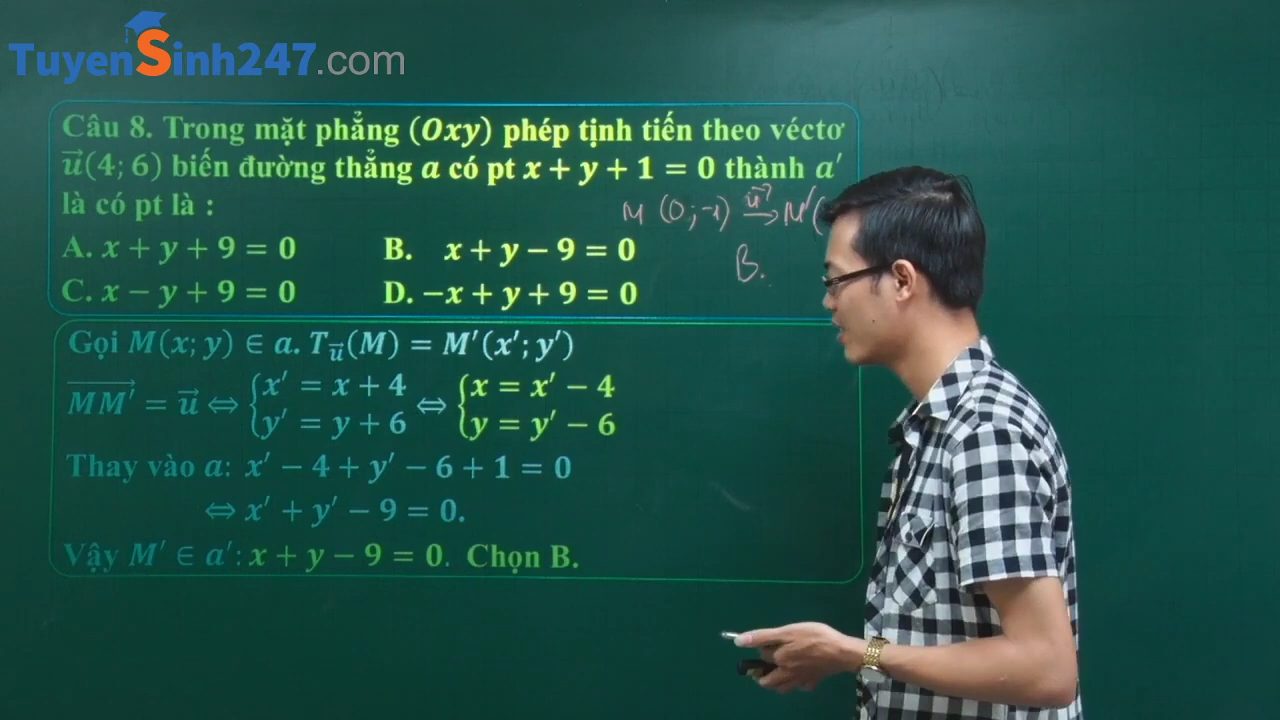 TuyenSinh247.com
Câu 8. Trong mặt phẳng (Oxy) phép tịnh tiến theo véctơ
u⃗(4; 6) biến đường thẳng a có pt x + y + 1 = 0 thành a′
là có pt là :
M (0 ; -1) →u⃗ M'(
A. x + y + 9 = 0 B. x + y − 9 = 0
B.
C. x − y + 9 = 0 D. −x + y + 9 = 0
Gọi M(x; y) ∈ a. T_u⃗(M) = M′(x′; y′)
MM′⃗ = u⃗ ⇔ { x′ = x + 4 ⇔ { x = x′ − 4
y′ = y + 6 y = y′ − 6
Thay vào a: x′ − 4 + y′ − 6 + 1 = 0
⇔ x′ + y′ − 9 = 0.
Vậy M′ ∈ a′: x + y − 9 = 0. Chọn B.